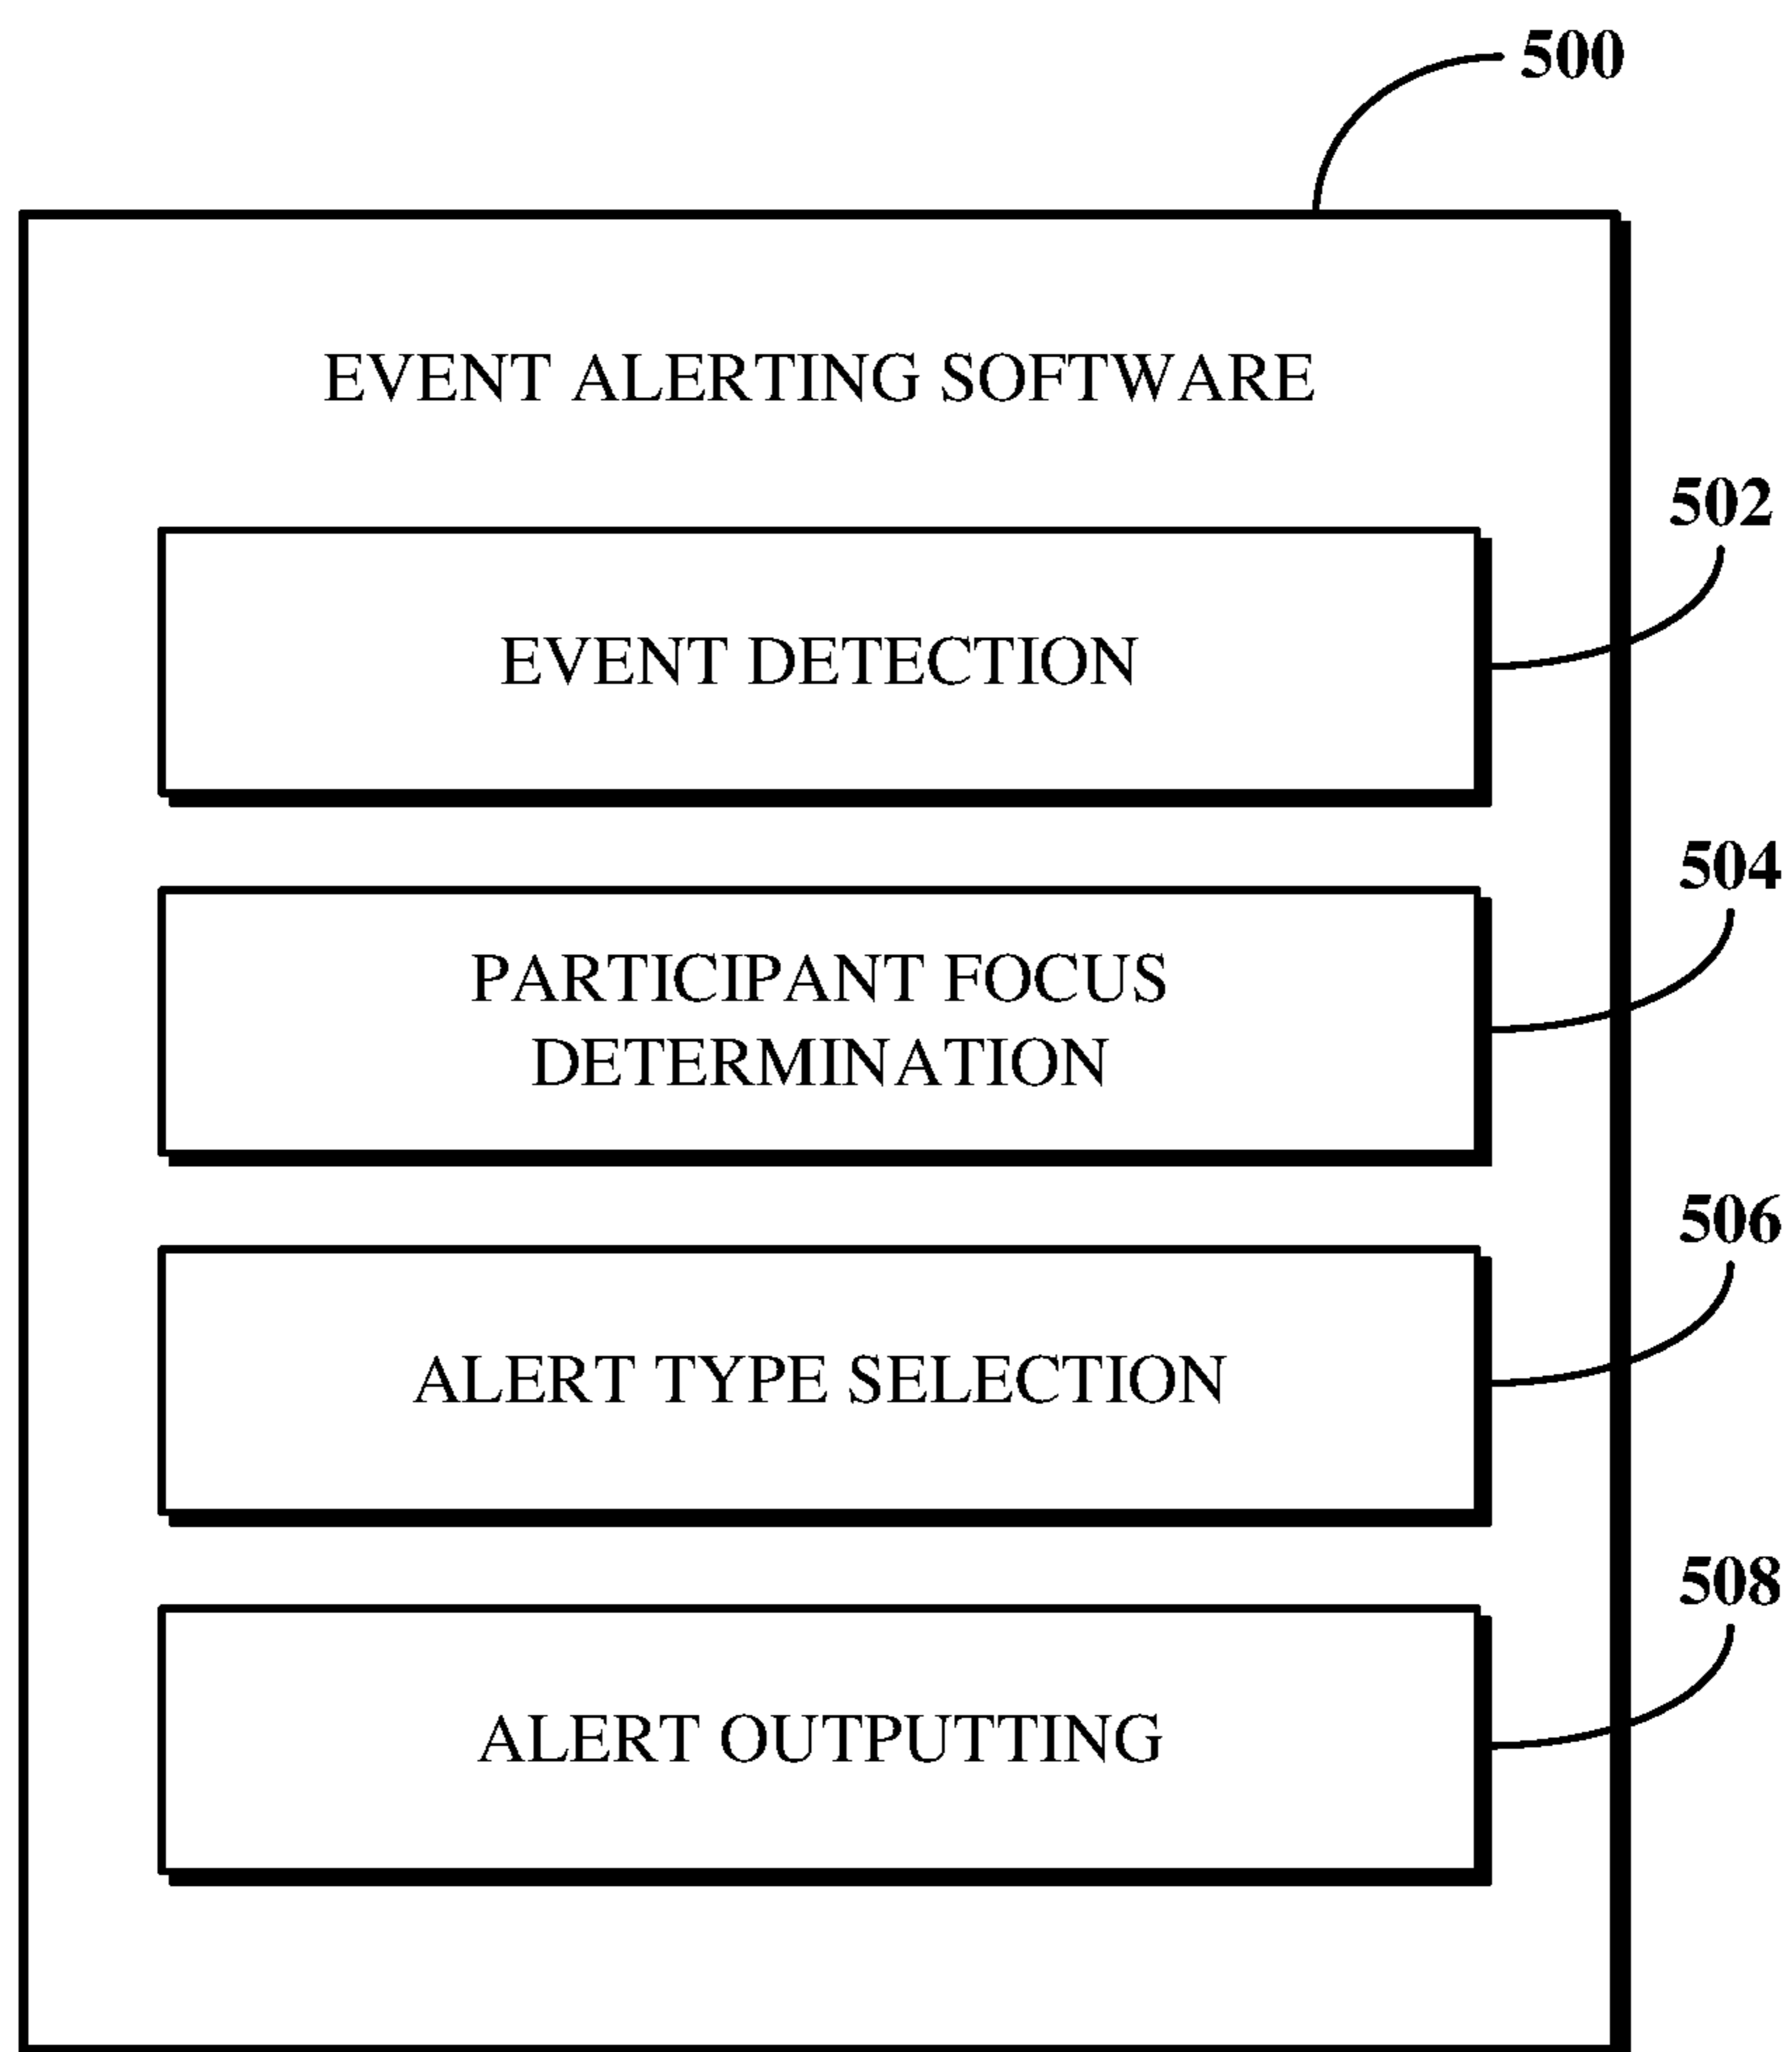 500
EVENT ALERTING SOFTWARE
502
EVENT DETECTION
504
PARTICIPANT FOCUS
DETERMINATION
506
ALERT TYPE SELECTION
508
ALERT OUTPUTTING